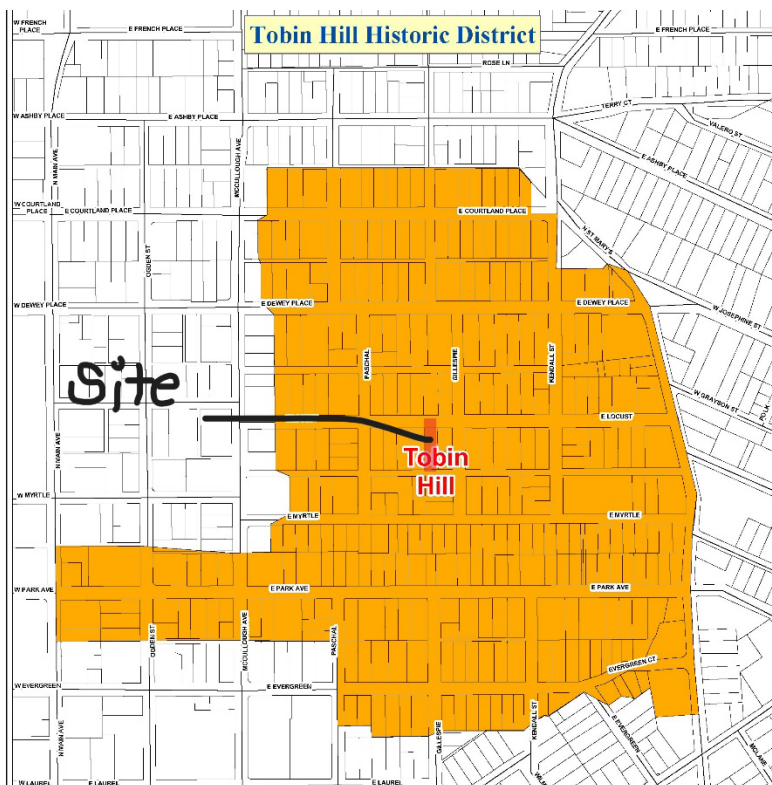 W FRENCH
PLACE
E FRENCH PLACE
Tobin Hill Historic District
E FRENCH PLACE
ROSE LN
TERRY CT
W ASHBY PLACE
E ASHBY PLACE
VALERO ST
E ASHBY PLACE
N MAIN AVE
MCCULLOUGH AVE
W COURTLAND
PLACE
E COURTLAND PLACE
E COURTLAND PLACE
N ST MARY'S
OGDEN ST
W DEWEY PLACE
E DEWEY PLACE
E DEWEY PLACE
W JOSEPHINE ST
PASCHAL
GILLESPIE
KENDALL ST
Site
W GRAYSON ST
POLK
E LOCUST
N MAIN AVE
Tobin
Hill
W MYRTLE
E MYRTLE
E MYRTLE
W PARK AVE
E PARK AVE
E PARK AVE
OGDEN ST
MCCULLOUGH AVE
PASCHAL
EVERGREEN CT
W EVERGREEN
E EVERGREEN
N MAIN AVE
GILLESPIE
KENDALL ST
E EVERGREEN
MCLANE
W LAUREL
E LAUREL
E LAUREL